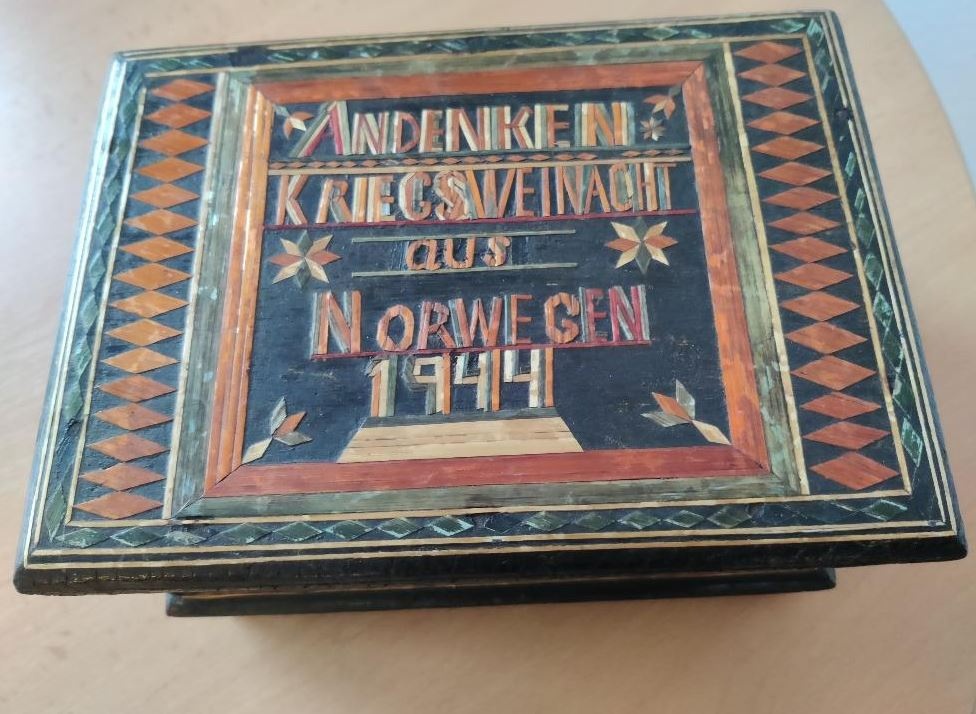 ANDENKEN
KRIEGSWEINACHT
aus
NORWEGEN
1944